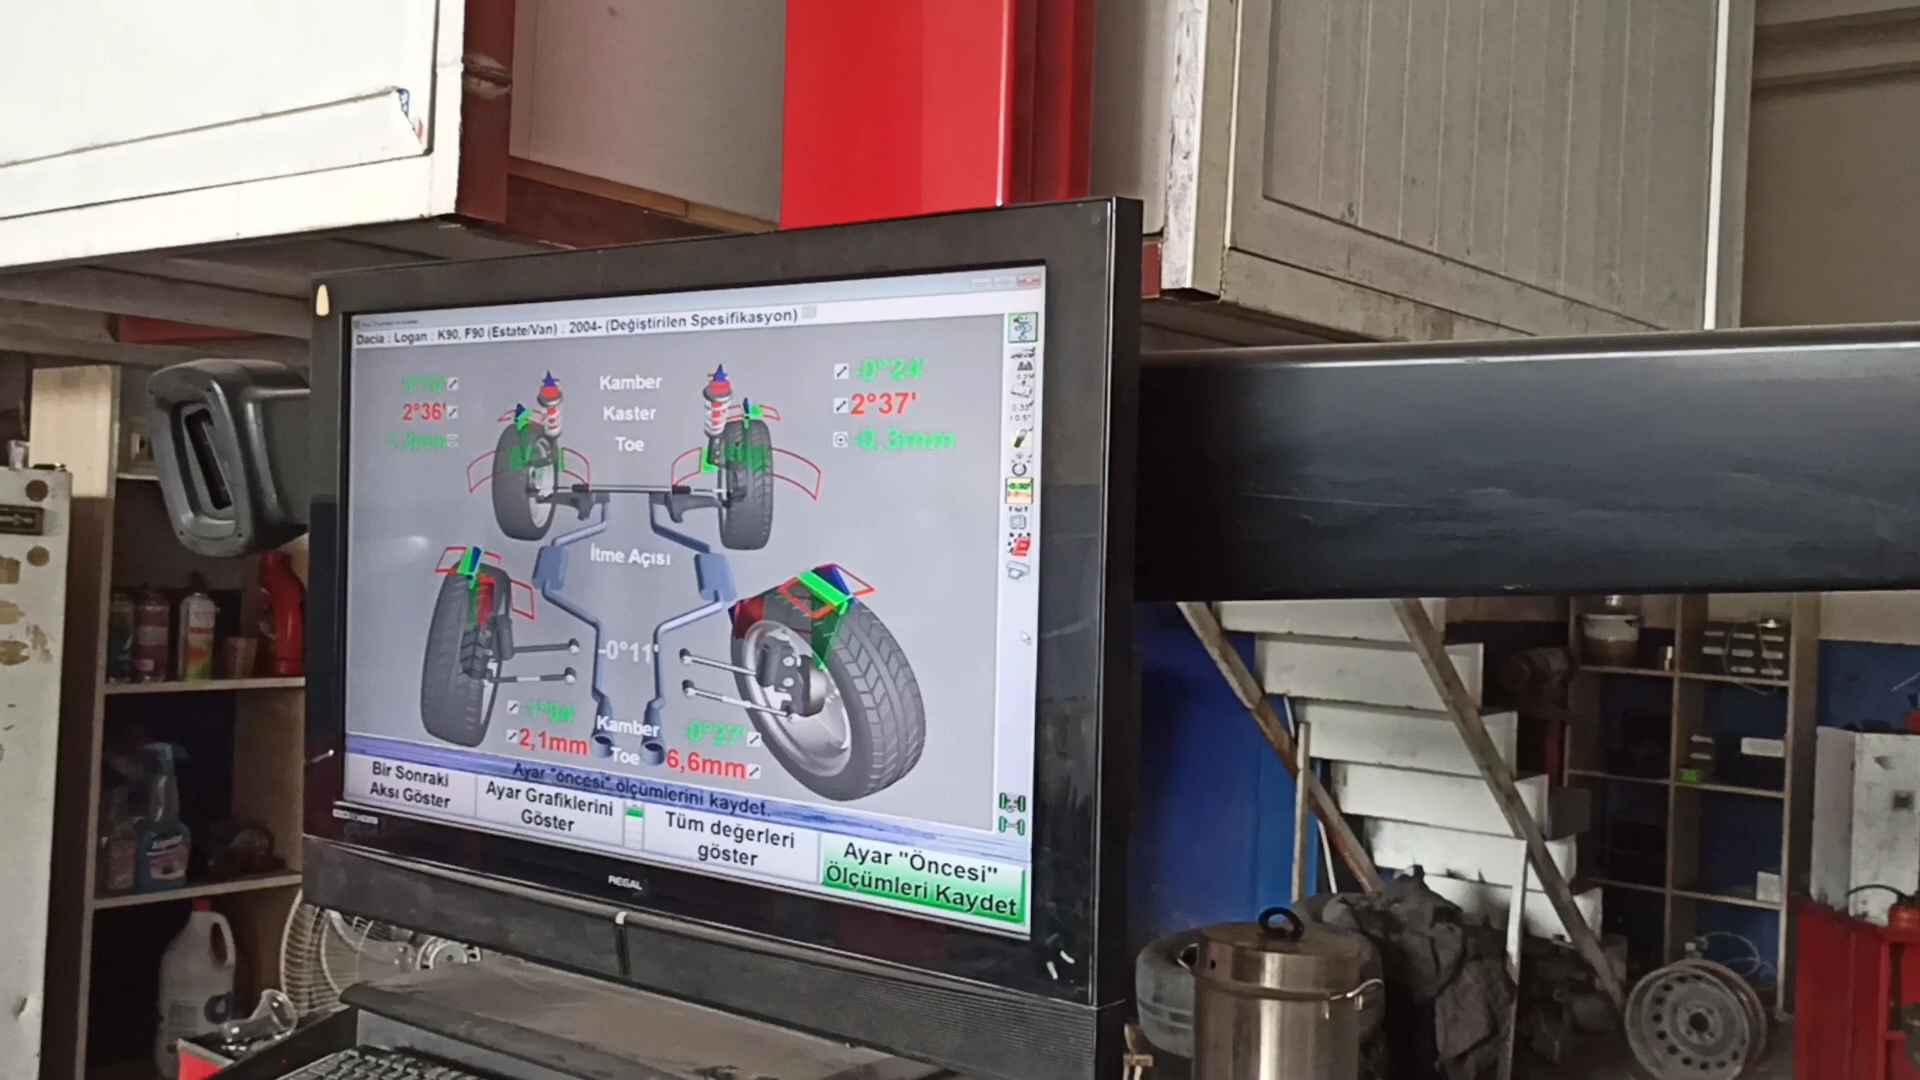 Dacia : Logan : K90, F90 (Estate/Van) : 2004- (Değiştirilen Spesifikasyon)
Kamber
-0°24'
2°36'
Kaster
2°37'
Toe
-0,3mm
İtme Açısı
-0°11'
-1°04'
Kamber
-0°27'
2,1mm
Toe
6,6mm
Ayar "öncesi" ölçümlerini kaydet.
Bir Sonraki
Aksı Göster
Ayar Grafiklerini
Göster
Tüm değerleri
göster
Ayar "Öncesi"
Ölçümleri Kaydet
REGAL